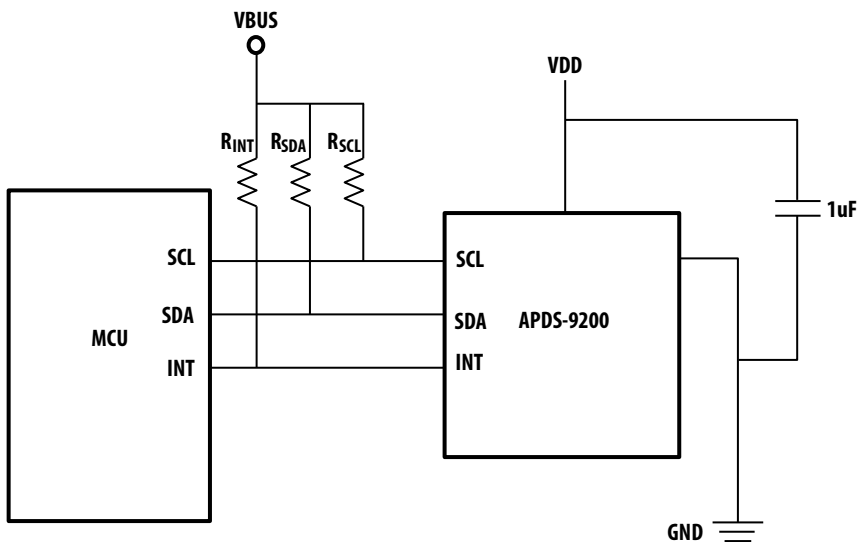 VBUS
VDD
RINT RSDA RSCL
1uF
SCL SCL
SDA SDA
MCU APDS-9200
INT INT
GND